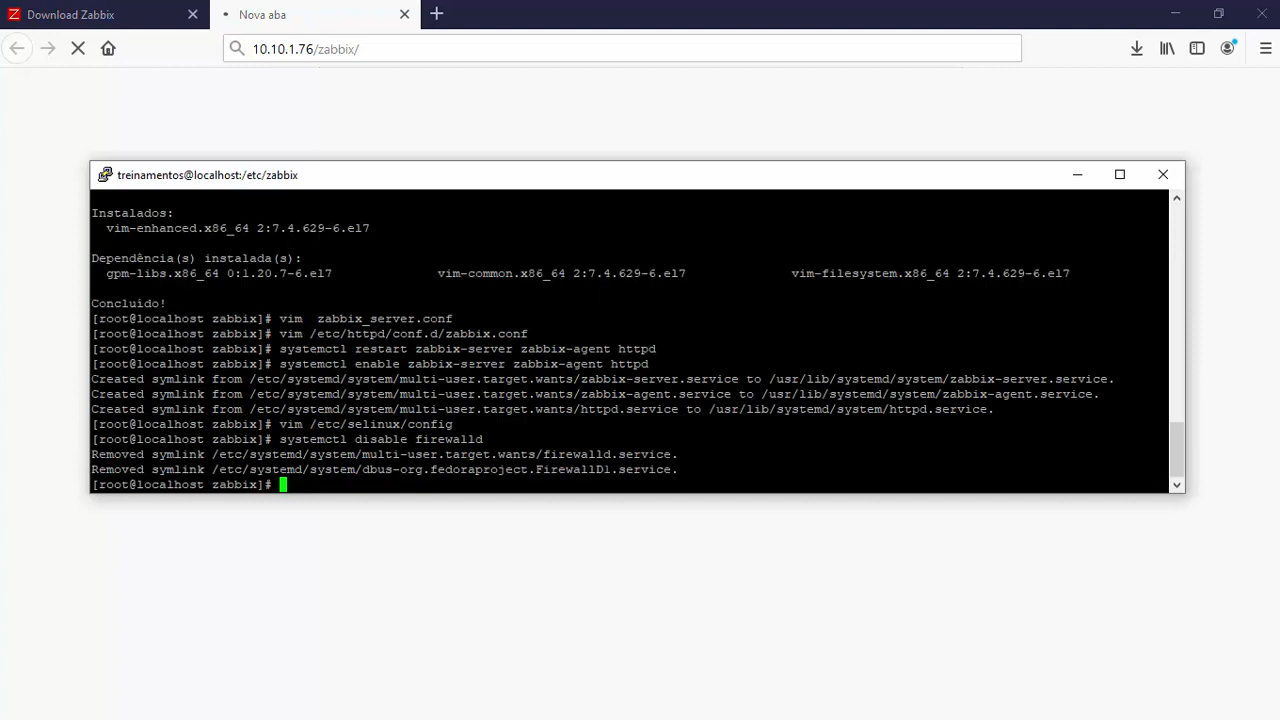 Download Zabbix
Nova aba
10.10.1.76/zabbix/
treinamentos@localhost:/etc/zabbix
Instalados:
vim-enhanced.x86_64 2:7.4.629-6.el7
Dependência(s) instalada(s):
gpm-libs.x86_64 0:1.20.7-6.el7 vim-common.x86_64 2:7.4.629-6.el7 vim-filesystem.x86_64 2:7.4.629-6.el7
Concluído!
[root@localhost zabbix]# vim  zabbix_server.conf
[root@localhost zabbix]# vim /etc/httpd/conf.d/zabbix.conf
[root@localhost zabbix]# systemctl restart zabbix-server zabbix-agent httpd
[root@localhost zabbix]# systemctl enable zabbix-server zabbix-agent httpd
Created symlink from /etc/systemd/system/multi-user.target.wants/zabbix-server.service to /usr/lib/systemd/system/zabbix-server.service.
Created symlink from /etc/systemd/system/multi-user.target.wants/zabbix-agent.service to /usr/lib/systemd/system/zabbix-agent.service.
Created symlink from /etc/systemd/system/multi-user.target.wants/httpd.service to /usr/lib/systemd/system/httpd.service.
[root@localhost zabbix]# vim /etc/selinux/config
[root@localhost zabbix]# systemctl disable firewalld
Removed symlink /etc/systemd/system/multi-user.target.wants/firewalld.service.
Removed symlink /etc/systemd/system/dbus-org.fedoraproject.FirewallD1.service.
[root@localhost zabbix]#